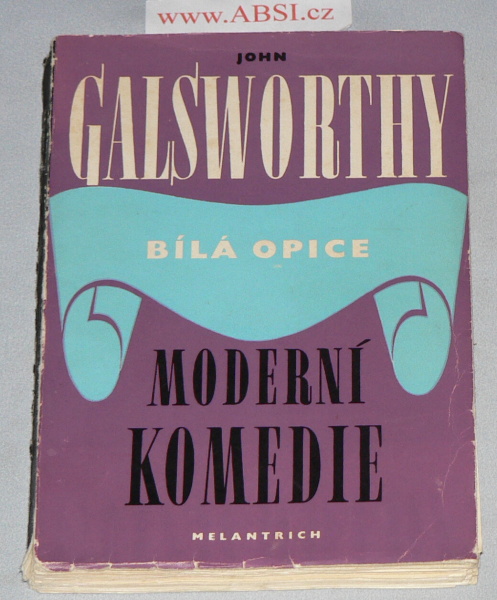 www.ABSI.cz
JOHN
GALSWORTHY
BÍLÁ OPICE
MODERNÍ
KOMEDIE
MELANTRICH